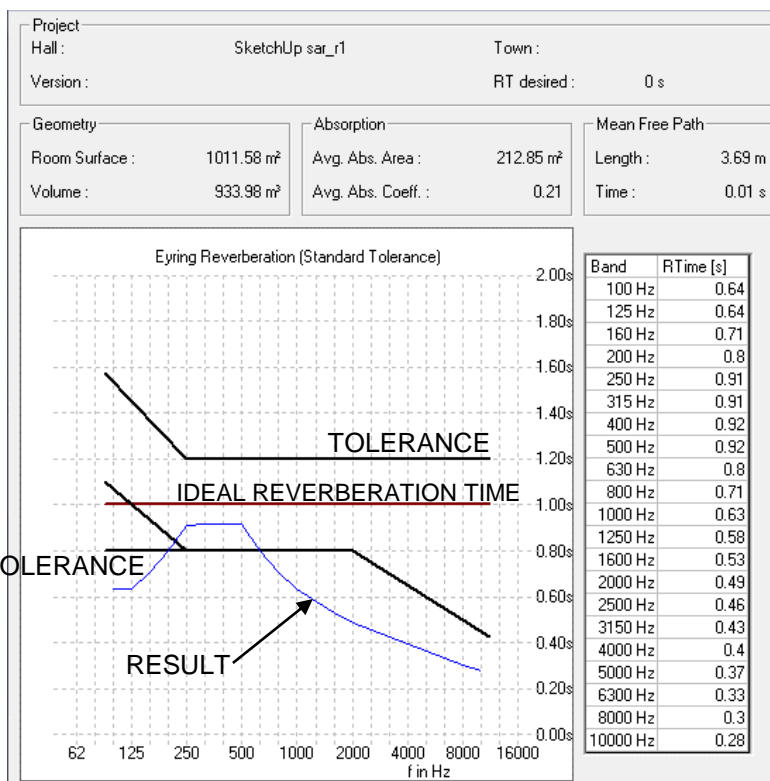 Project
Hall : SketchUp sar_r1 Town :
Version : RT desired : 0 s
Geometry
Room Surface : 1011.58 m²
Volume : 933.98 m³
Absorption
Avg. Abs. Area : 212.85 m²
Avg. Abs. Coeff. : 0.21
Mean Free Path
Length : 3.69 m
Time : 0.01 s
Eyring Reverberation (Standard Tolerance)
2.00s
1.80s
1.60s
1.40s
1.20s
1.00s
0.80s
0.60s
0.40s
0.20s
0.00s
TOLERANCE
IDEAL REVERBERATION TIME
OLERANCE
RESULT
62 125 250 500 1000 2000 4000 8000 16000
f in Hz
Band RTime [s]
100 Hz 0.64
125 Hz 0.64
160 Hz 0.71
200 Hz 0.8
250 Hz 0.91
315 Hz 0.91
400 Hz 0.92
500 Hz 0.92
630 Hz 0.8
800 Hz 0.71
1000 Hz 0.63
1250 Hz 0.58
1600 Hz 0.53
2000 Hz 0.49
2500 Hz 0.46
3150 Hz 0.43
4000 Hz 0.4
5000 Hz 0.37
6300 Hz 0.33
8000 Hz 0.3
10000 Hz 0.28